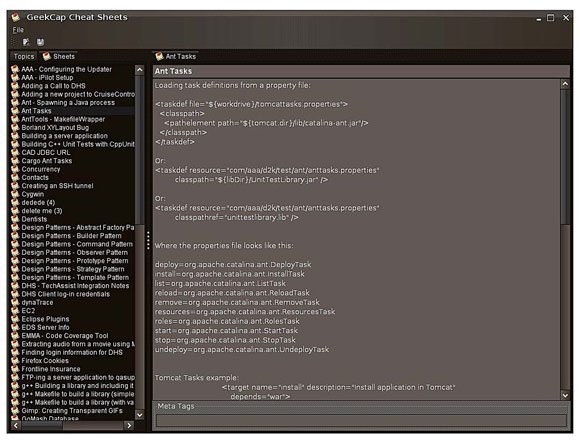 GeekCap Cheat Sheets
File
Topics
Sheets
Ant Tasks
AAA - Configuring the Updater
AAA - iPilot Setup
Adding a Call to DHS
Adding a new project to CruiseContro
Ant - Spawning a Java process
Ant Tasks
AntTools - MakefileWrapper
Borland XYLayout Bug
Building a server application
Building C++ Unit Tests with CppUnit
CAD JDBC URL
Cargo Ant Tasks
Concurrency
Contacts
Creating an SSH tunnel
Cygwin
dedede (4)
delete me (3)
Dentists
Design Patterns - Abstract Factory Pa
Design Patterns - Builder Pattern
Design Patterns - Command Pattern
Design Patterns - Observer Pattern
Design Patterns - Prototype Pattern
Design Patterns - Strategy Pattern
Design Patterns - Template Pattern
DHS - TechAssist Integration Notes
DHS Client log-in credentials
dynaTrace
EC2
Eclipse Plugins
EDS Server Info
EMMA - Code Coverage Tool
Extracting audio from a movie using M
Finding login information for DHS
Firefox Cookies
Frontline Insurance
FTP-ing a server application to qasup
g++ Building a library and including it
g++ Makefile to build a library (simple
g++ Makefile to build a library (with va
Gimp: Creating Transparent GIFs
GoMash Database
Ant Tasks
Loading task definitions from a property file:
<taskdef file="${workdrive}/tomcattasks.properties">
<classpath>
<pathelement path="${tomcat.dir}/lib/catalina-ant.jar"/>
</classpath>
</taskdef>
Or:
<taskdef resource="com/aaa/d2k/test/ant/anttasks.properties"
classpath="${libDir}/UnitTestLibrary.jar" />
Or:
<taskdef resource="com/aaa/d2k/test/ant/anttasks.properties"
classpathref="unittestlibrary.lib" />
Where the properties file looks like this:
deploy=org.apache.catalina.ant.DeployTask
install=org.apache.catalina.ant.InstallTask
list=org.apache.catalina.ant.ListTask
reload=org.apache.catalina.ant.ReloadTask
remove=org.apache.catalina.ant.RemoveTask
resources=org.apache.catalina.ant.ResourcesTask
roles=org.apache.catalina.ant.RolesTask
start=org.apache.catalina.ant.StartTask
stop=org.apache.catalina.ant.StopTask
undeploy=org.apache.catalina.ant.UndeployTask
Tomcat Tasks example:
<target name="install" description="Install application in Tomcat"
depends="war">
Meta Tags